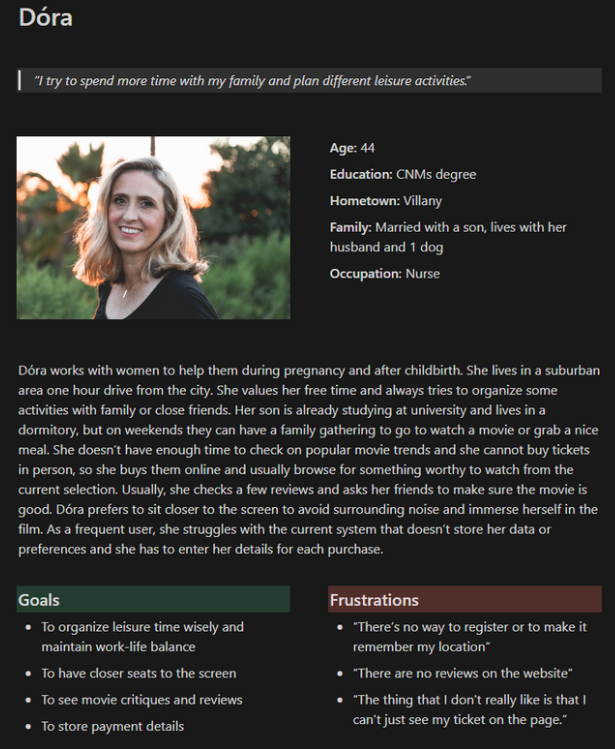 Dóra
“I try to spend more time with my family and plan different leisure activities.”
Age: 44
Education: CNMs degree
Hometown: Villany
Family: Married with a son, lives with her
husband and 1 dog
Occupation: Nurse
Dóra works with women to help them during pregnancy and after childbirth. She lives in a suburban
area one hour drive from the city. She values her free time and always tries to organize some
activities with family or close friends. Her son is already studying at university and lives in a
dormitory, but on weekends they can have a family gathering to go to watch a movie or grab a nice
meal. She doesn’t have enough time to check on popular movie trends and she cannot buy tickets
in person, so she buys them online and usually browse for something worthy to watch from the
current selection. Usually, she checks a few reviews and asks her friends to make sure the movie is
good. Dóra prefers to sit closer to the screen to avoid surrounding noise and immerse herself in the
film. As a frequent user, she struggles with the current system that doesn’t store her data or
preferences and she has to enter her details for each purchase.
Goals
• To organize leisure time wisely and
maintain work-life balance
• To have closer seats to the screen
• To see movie critiques and reviews
• To store payment details
Frustrations
• “There’s no way to register or to make it
remember my location”
• “There are no reviews on the website”
• “The thing that I don't really like is that I
can't just see my ticket on the page.”